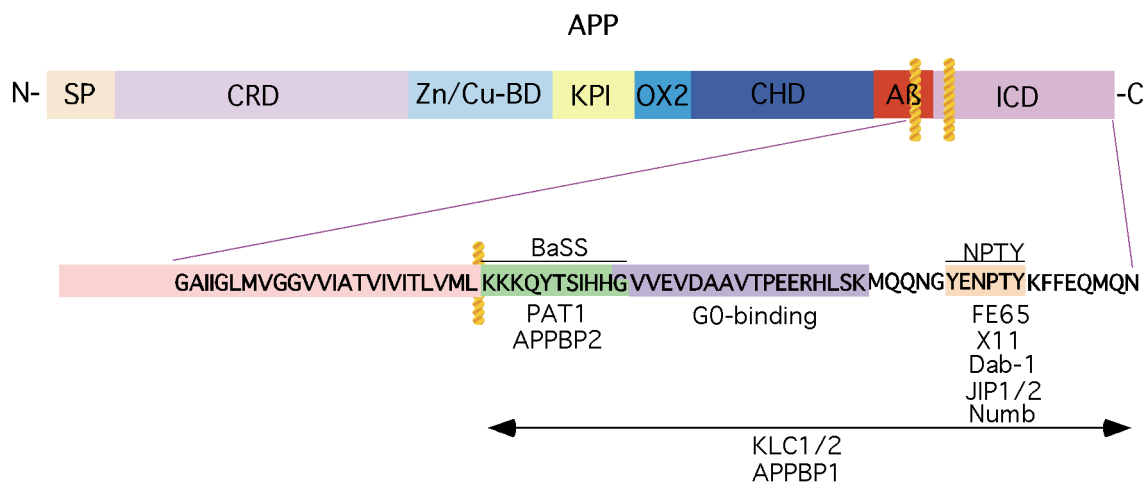 APP
N- SP CRD Zn/Cu-BD KPI OX2 CHD Aß ICD -C
BaSS NPTY
GAIIGLMVGGVVIATVIVITLVML KKKQYTSIHHG VVEVDAAVTPEERHLSK MQQNG YENPTY KFFEQMQN
PAT1 G0-binding FE65
APPBP2 X11
Dab-1
JIP1/2
Numb
KLC1/2
APPBP1